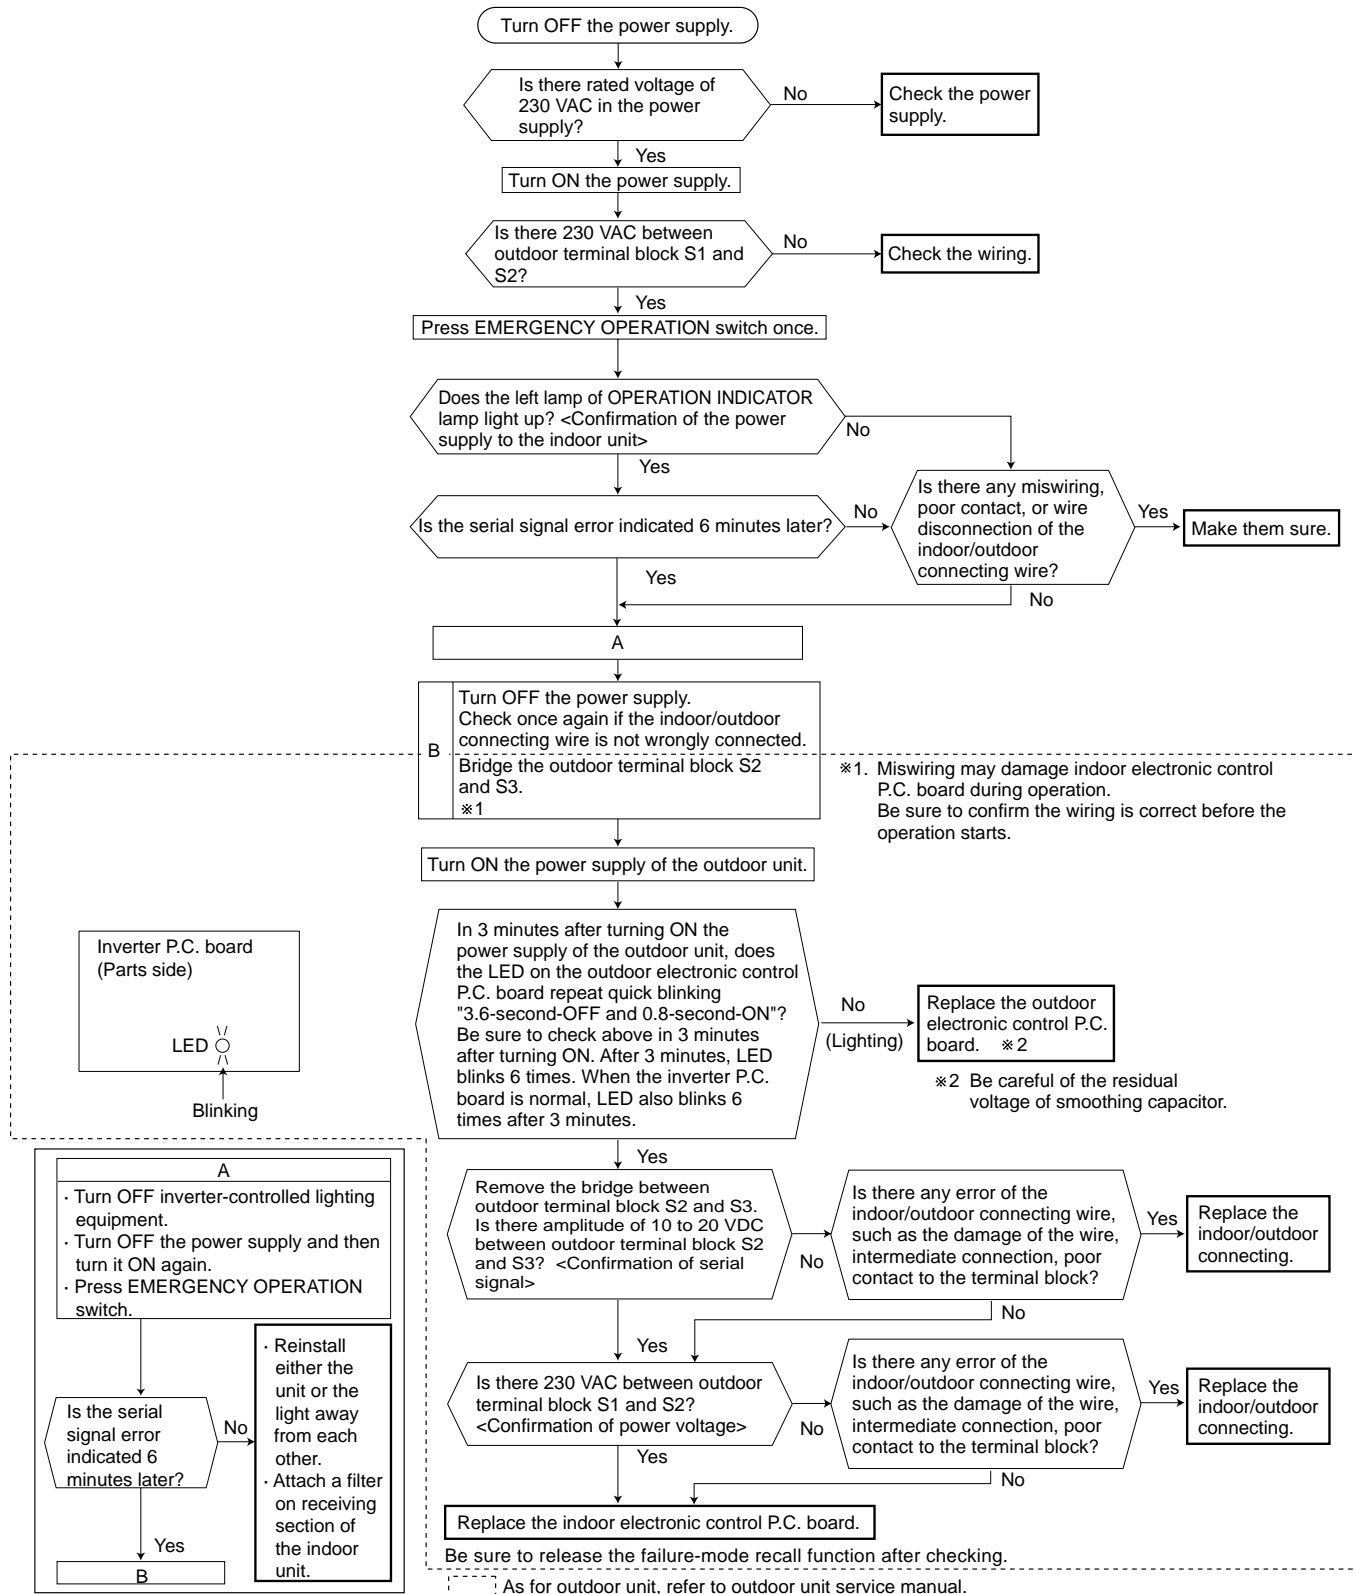 Turn OFF the power supply.
Is there rated voltage of
230 VAC in the power
supply?
No
Check the power
supply.
Yes
Turn ON the power supply.
Is there 230 VAC between
outdoor terminal block S1 and
S2?
No
Check the wiring.
Yes
Press EMERGENCY OPERATION switch once.
Does the left lamp of OPERATION INDICATOR
lamp light up? <Confirmation of the power
supply to the indoor unit>
No
Yes
Is the serial signal error indicated 6 minutes later?
No
Is there any miswiring,
poor contact, or wire
disconnection of the
indoor/outdoor
connecting wire?
Yes
Make them sure.
Yes
No
A
B
Turn OFF the power supply.
Check once again if the indoor/outdoor
connecting wire is not wrongly connected.
Bridge the outdoor terminal block S2
and S3.
※1
※1. Miswiring may damage indoor electronic control
P.C. board during operation.
Be sure to confirm the wiring is correct before the
operation starts.
Turn ON the power supply of the outdoor unit.
Inverter P.C. board
(Parts side)
LED
Blinking
In 3 minutes after turning ON the
power supply of the outdoor unit, does
the LED on the outdoor electronic control
P.C. board repeat quick blinking
"3.6-second-OFF and 0.8-second-ON"?
Be sure to check above in 3 minutes
after turning ON. After 3 minutes, LED
blinks 6 times. When the inverter P.C.
board is normal, LED also blinks 6
times after 3 minutes.
No
(Lighting)
Replace the outdoor
electronic control P.C.
board. ※2
※2 Be careful of the residual
voltage of smoothing capacitor.
Yes
Remove the bridge between
outdoor terminal block S2 and S3.
Is there amplitude of 10 to 20 VDC
between outdoor terminal block S2
and S3? <Confirmation of serial
signal>
No
Is there any error of the
indoor/outdoor connecting wire,
such as the damage of the wire,
intermediate connection, poor
contact to the terminal block?
Yes
Replace the
indoor/outdoor
connecting.
No
Yes
Is there 230 VAC between outdoor
terminal block S1 and S2?
<Confirmation of power voltage>
No
Is there any error of the
indoor/outdoor connecting wire,
such as the damage of the wire,
intermediate connection, poor
contact to the terminal block?
Yes
Replace the
indoor/outdoor
connecting.
No
Yes
Replace the indoor electronic control P.C. board.
Be sure to release the failure-mode recall function after checking.
As for outdoor unit, refer to outdoor unit service manual.
A
· Turn OFF inverter-controlled lighting
equipment.
· Turn OFF the power supply and then
turn it ON again.
· Press EMERGENCY OPERATION
switch.
Is the serial
signal error
indicated 6
minutes later?
No
· Reinstall
either the
unit or the
light away
from each
other.
· Attach a filter
on receiving
section of
the indoor
unit.
Yes
B